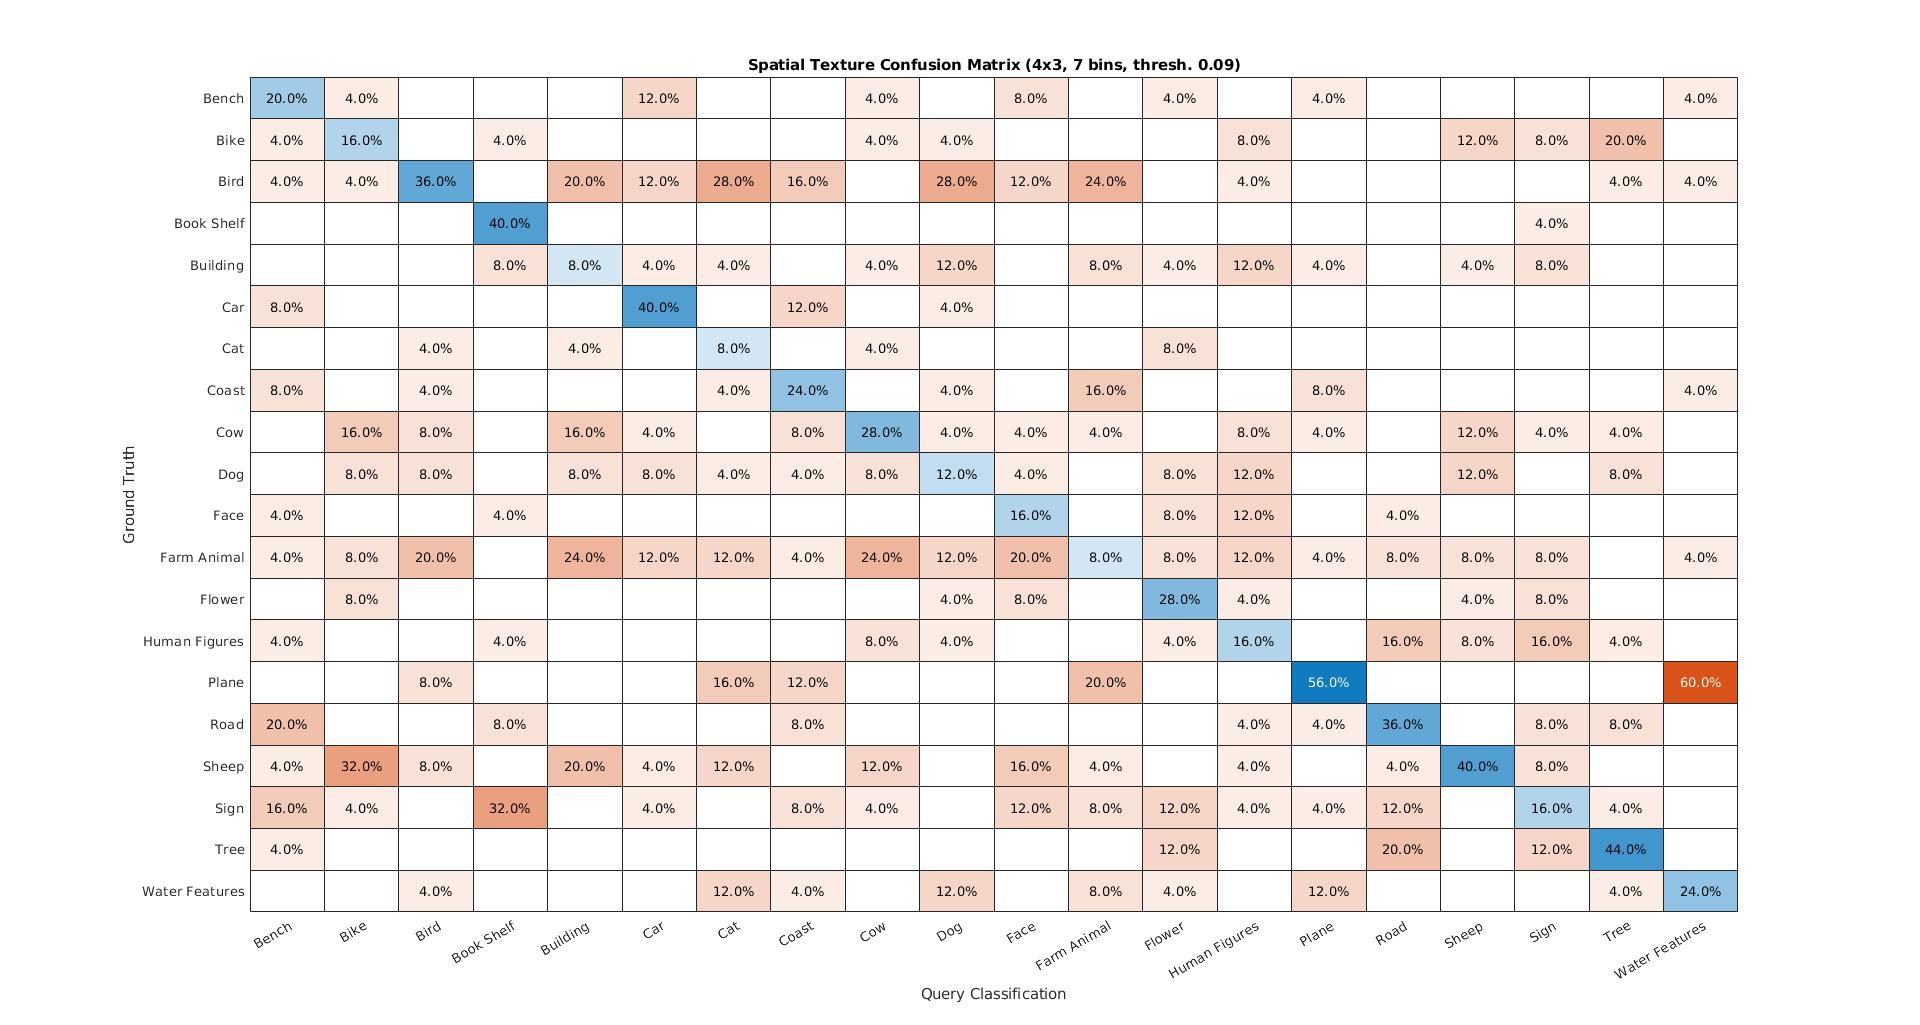 Spatial Texture Confusion Matrix (4x3, 7 bins, thresh. 0.09)
Bench 20.0% 4.0% 12.0% 4.0% 8.0% 4.0% 4.0% 4.0%
Bike 4.0% 16.0% 4.0% 4.0% 4.0% 8.0% 12.0% 8.0% 20.0%
Bird 4.0% 4.0% 36.0% 20.0% 12.0% 28.0% 16.0% 28.0% 12.0% 24.0% 4.0% 4.0% 4.0%
Book Shelf 40.0% 4.0%
Building 8.0% 8.0% 4.0% 4.0% 4.0% 12.0% 8.0% 4.0% 12.0% 4.0% 4.0% 8.0%
Car 8.0% 40.0% 12.0% 4.0%
Cat 4.0% 4.0% 8.0% 4.0% 8.0%
Coast 8.0% 4.0% 4.0% 24.0% 4.0% 16.0% 8.0% 4.0%
Cow 16.0% 8.0% 16.0% 4.0% 8.0% 28.0% 4.0% 4.0% 4.0% 8.0% 4.0% 12.0% 4.0% 4.0%
Dog 8.0% 8.0% 8.0% 8.0% 4.0% 4.0% 8.0% 12.0% 4.0% 8.0% 12.0% 12.0% 8.0%
Face 4.0% 4.0% 16.0% 8.0% 12.0% 4.0%
Farm Animal 4.0% 8.0% 20.0% 24.0% 12.0% 12.0% 4.0% 24.0% 12.0% 20.0% 8.0% 8.0% 12.0% 4.0% 8.0% 8.0% 8.0% 4.0%
Flower 8.0% 4.0% 8.0% 28.0% 4.0% 4.0% 8.0%
Human Figures 4.0% 4.0% 8.0% 4.0% 4.0% 16.0% 16.0% 8.0% 16.0% 4.0%
Plane 8.0% 16.0% 12.0% 20.0% 56.0% 60.0%
Road 20.0% 8.0% 8.0% 4.0% 4.0% 36.0% 8.0% 8.0%
Sheep 4.0% 32.0% 8.0% 20.0% 4.0% 12.0% 12.0% 16.0% 4.0% 4.0% 4.0% 40.0% 8.0%
Sign 16.0% 4.0% 32.0% 4.0% 8.0% 4.0% 12.0% 8.0% 12.0% 4.0% 4.0% 12.0% 16.0% 4.0%
Tree 4.0% 12.0% 20.0% 12.0% 44.0%
Water Features 4.0% 12.0% 4.0% 12.0% 8.0% 4.0% 12.0% 4.0% 24.0%
Ground Truth
Bench Bike Bird Book Shelf Building Car Cat Coast Cow Dog Face Farm Animal Flower Human Figures Plane Road Sheep Sign Tree Water Features
Query Classification